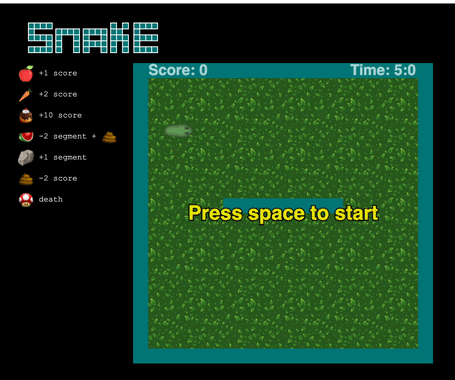 SNAKE
Score: 0
Time: 5:0
+1 score
+2 score
+10 score
-2 segment +
+1 segment
-2 score
death
Press space to start